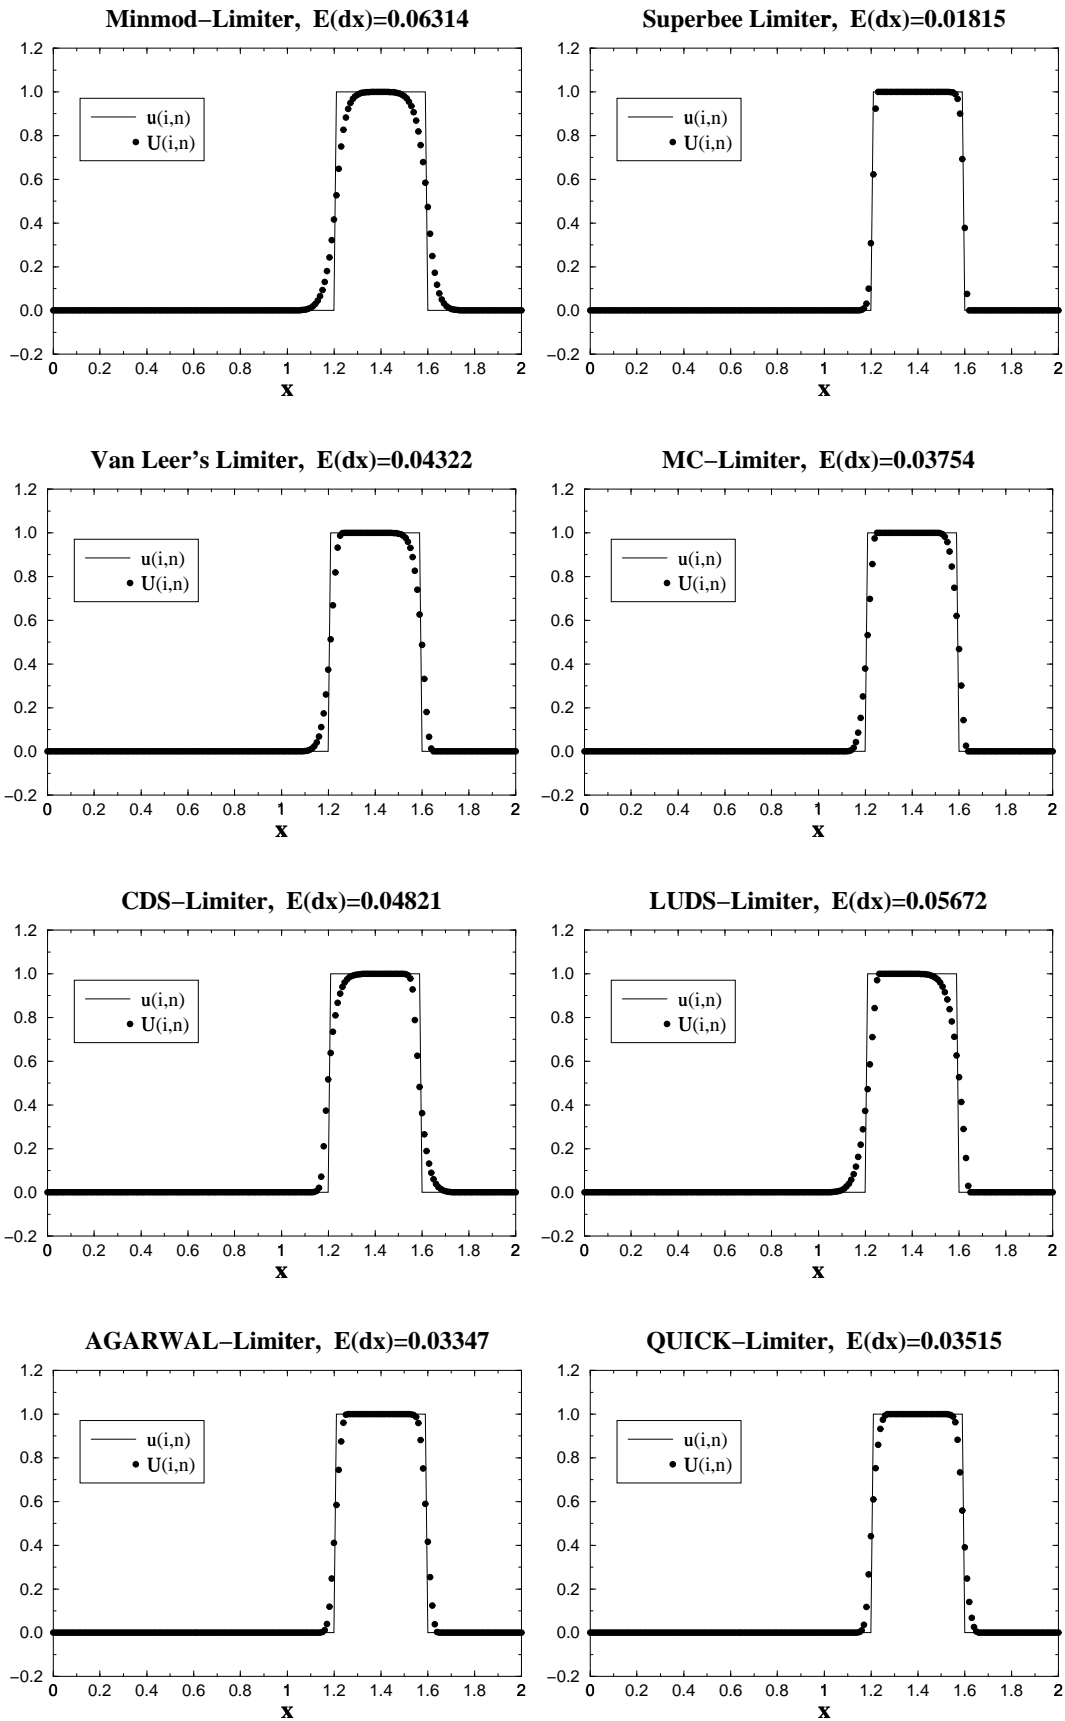 Minmod−Limiter, E(dx)=0.06314
1.2
1.0
0.8
0.6
0.4
0.2
0.0
−0.2
u(i,n)
U(i,n)
0 0.2 0.4 0.6 0.8 1 1.2 1.4 1.6 1.8 2
x
Superbee Limiter, E(dx)=0.01815
1.2
1.0
0.8
0.6
0.4
0.2
0.0
−0.2
u(i,n)
U(i,n)
0 0.2 0.4 0.6 0.8 1 1.2 1.4 1.6 1.8 2
x
Van Leer's Limiter, E(dx)=0.04322
1.2
1.0
0.8
0.6
0.4
0.2
0.0
−0.2
u(i,n)
U(i,n)
0 0.2 0.4 0.6 0.8 1 1.2 1.4 1.6 1.8 2
x
MC−Limiter, E(dx)=0.03754
1.2
1.0
0.8
0.6
0.4
0.2
0.0
−0.2
u(i,n)
U(i,n)
0 0.2 0.4 0.6 0.8 1 1.2 1.4 1.6 1.8 2
x
CDS−Limiter, E(dx)=0.04821
1.2
1.0
0.8
0.6
0.4
0.2
0.0
−0.2
u(i,n)
U(i,n)
0 0.2 0.4 0.6 0.8 1 1.2 1.4 1.6 1.8 2
x
LUDS−Limiter, E(dx)=0.05672
1.2
1.0
0.8
0.6
0.4
0.2
0.0
−0.2
u(i,n)
U(i,n)
0 0.2 0.4 0.6 0.8 1 1.2 1.4 1.6 1.8 2
x
AGARWAL−Limiter, E(dx)=0.03347
1.2
1.0
0.8
0.6
0.4
0.2
0.0
−0.2
u(i,n)
U(i,n)
0 0.2 0.4 0.6 0.8 1 1.2 1.4 1.6 1.8 2
x
QUICK−Limiter, E(dx)=0.03515
1.2
1.0
0.8
0.6
0.4
0.2
0.0
−0.2
u(i,n)
U(i,n)
0 0.2 0.4 0.6 0.8 1 1.2 1.4 1.6 1.8 2
x